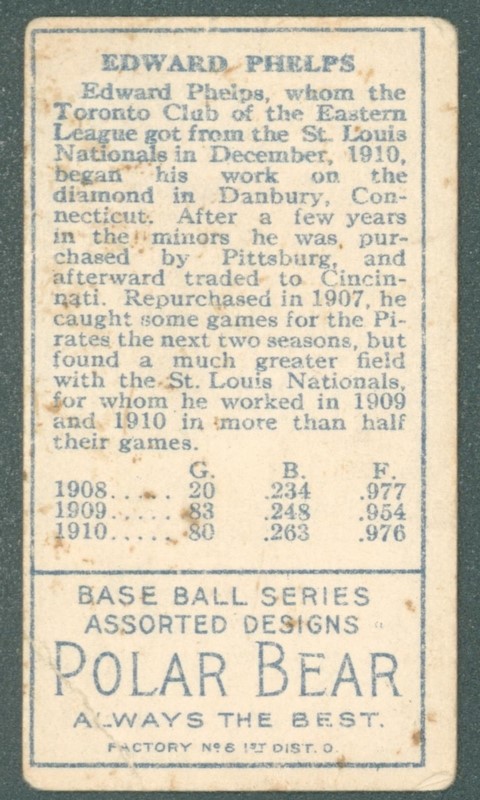 EDWARD PHELPS
Edward Phelps, whom the
Toronto Club of the Eastern
League got from the St. Louis
Nationals in December, 1910,
began his work on the
diamond in Danbury, Con-
necticut. After a few years
in the minors he was pur-
chased by Pittsburg, and
afterward traded to Cincin-
nati. Repurchased in 1907, he
caught some games for the Pi-
rates the next two seasons, but
found a much greater field
with the St. Louis Nationals,
for whom he worked in 1909
and 1910 in more than half
their games.
G. B. F.
1908..... 20 .234 .977
1909..... 83 .248 .954
1910..... 80 .263 .976
BASE BALL SERIES
ASSORTED DESIGNS
POLAR BEAR
ALWAYS THE BEST.
FACTORY No 6 1ST DIST. O.